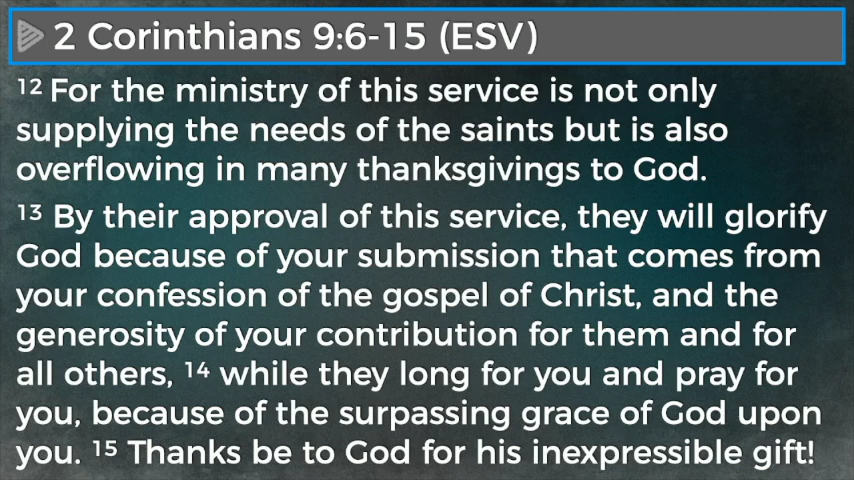 2 Corinthians 9:6-15 (ESV)
¹² For the ministry of this service is not only
supplying the needs of the saints but is also
overflowing in many thanksgivings to God.
¹³ By their approval of this service, they will glorify
God because of your submission that comes from
your confession of the gospel of Christ, and the
generosity of your contribution for them and for
all others, ¹⁴ while they long for you and pray for
you, because of the surpassing grace of God upon
you. ¹⁵ Thanks be to God for his inexpressible gift!